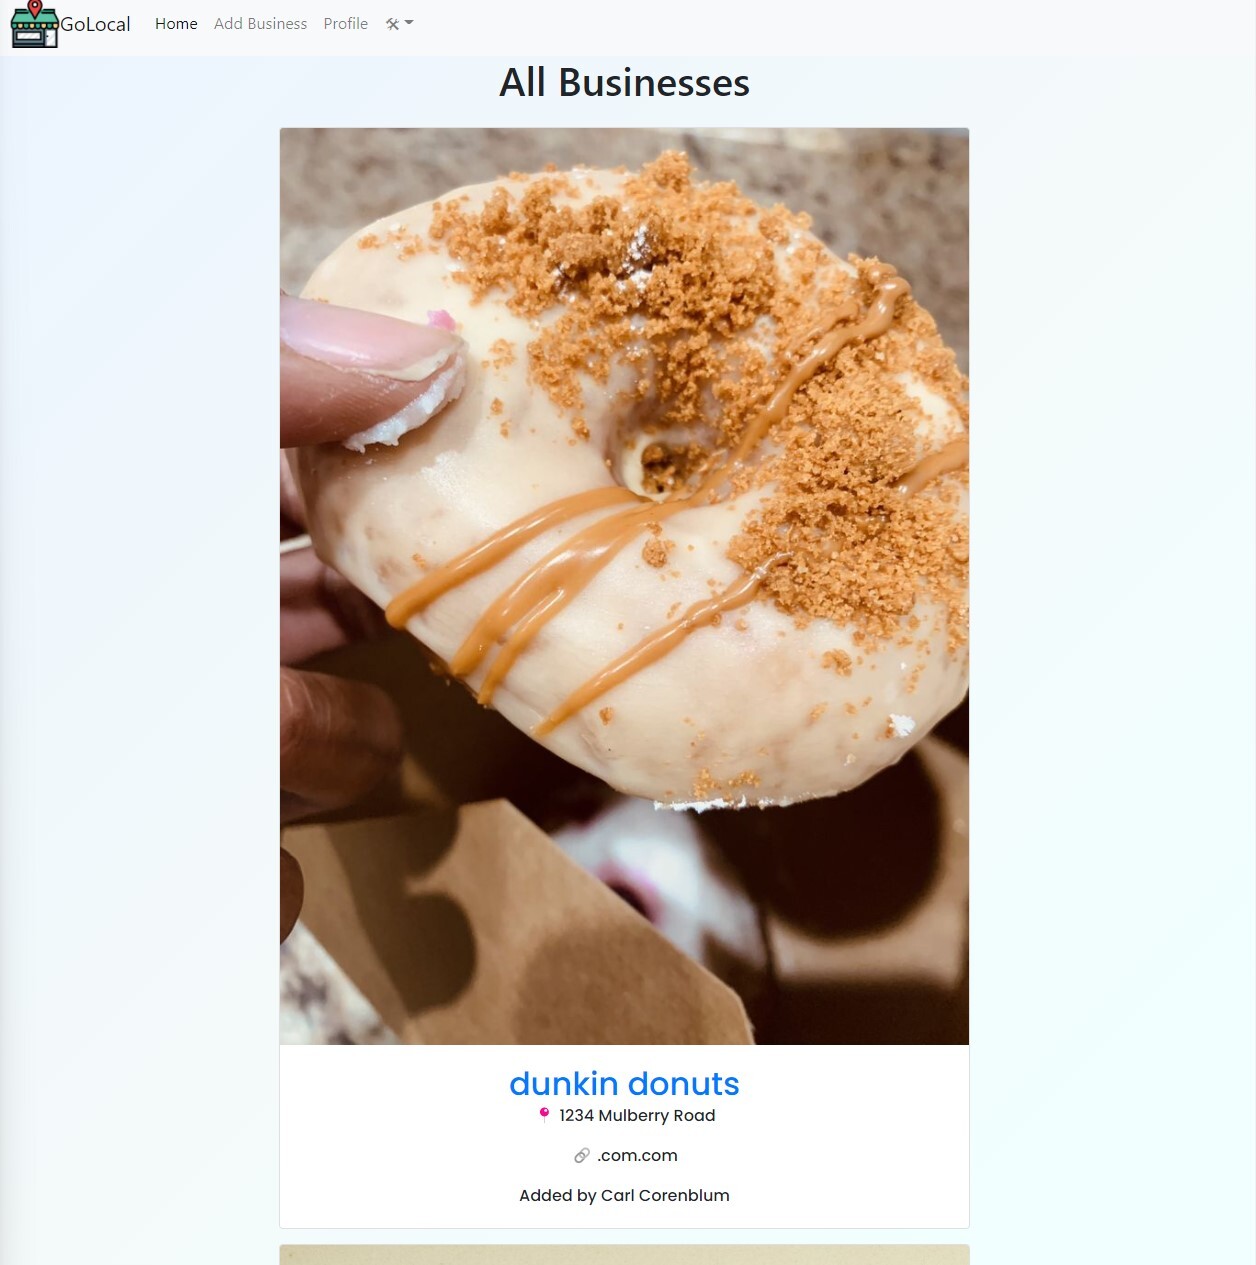 GoLocal Home Add Business Profile
All Businesses
dunkin donuts
1234 Mulberry Road
.com.com
Added by Carl Corenblum